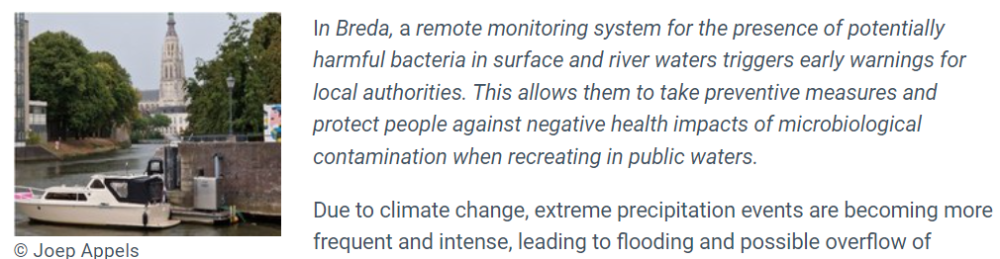 In Breda, a remote monitoring system for the presence of potentially
harmful bacteria in surface and river waters triggers early warnings for
local authorities. This allows them to take preventive measures and
protect people against negative health impacts of microbiological
contamination when recreating in public waters.
Due to climate change, extreme precipitation events are becoming more
frequent and intense, leading to flooding and possible overflow of
© Joep Appels